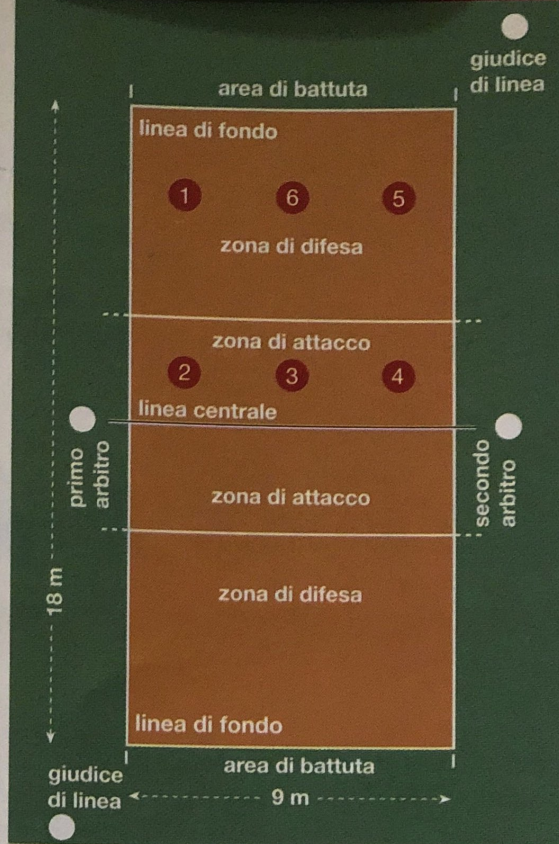 giudice
di linea
area di battuta
linea di fondo
1 6 5
zona di difesa
zona di attacco
2 3 4
linea centrale
primo
arbitro
secondo
arbitro
zona di attacco
18 m
zona di difesa
linea di fondo
area di battuta
giudice
di linea
9 m